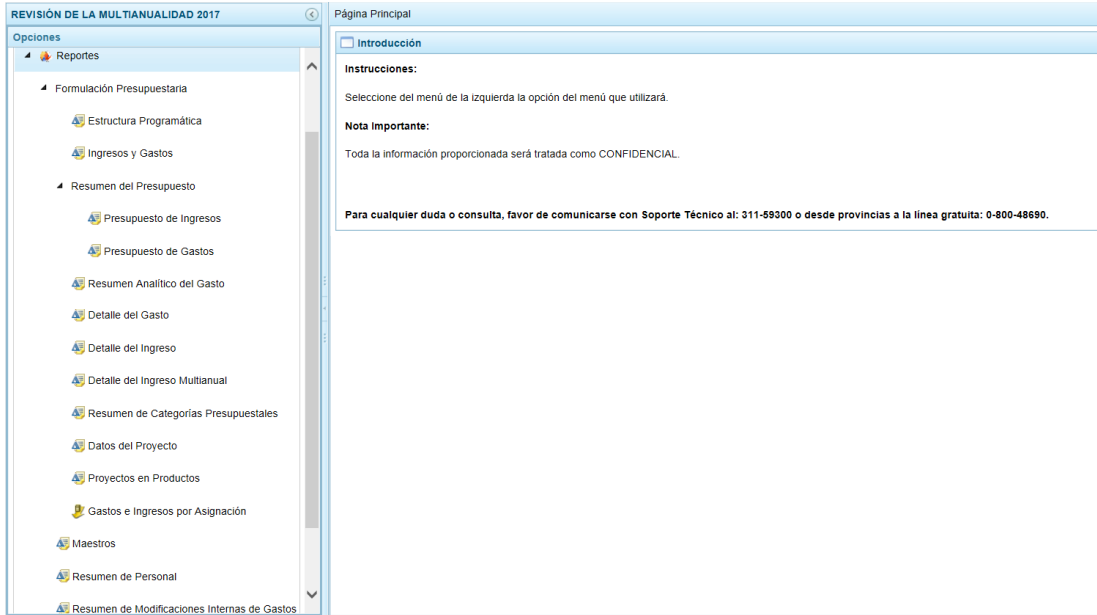 REVISIÓN DE LA MULTIANUALIDAD 2017
Opciones
Reportes
Formulación Presupuestaria
Estructura Programática
Ingresos y Gastos
Resumen del Presupuesto
Presupuesto de Ingresos
Presupuesto de Gastos
Resumen Analítico del Gasto
Detalle del Gasto
Detalle del Ingreso
Detalle del Ingreso Multianual
Resumen de Categorías Presupuestales
Datos del Proyecto
Proyectos en Productos
Gastos e Ingresos por Asignación
Maestros
Resumen de Personal
Resumen de Modificaciones Internas de Gastos
Página Principal
Introducción
Instrucciones:
Seleccione del menú de la izquierda la opción del menú que utilizará.
Nota Importante:
Toda la información proporcionada será tratada como CONFIDENCIAL.
Para cualquier duda o consulta, favor de comunicarse con Soporte Técnico al: 311-59300 o desde provincias a la línea gratuita: 0-800-48690.